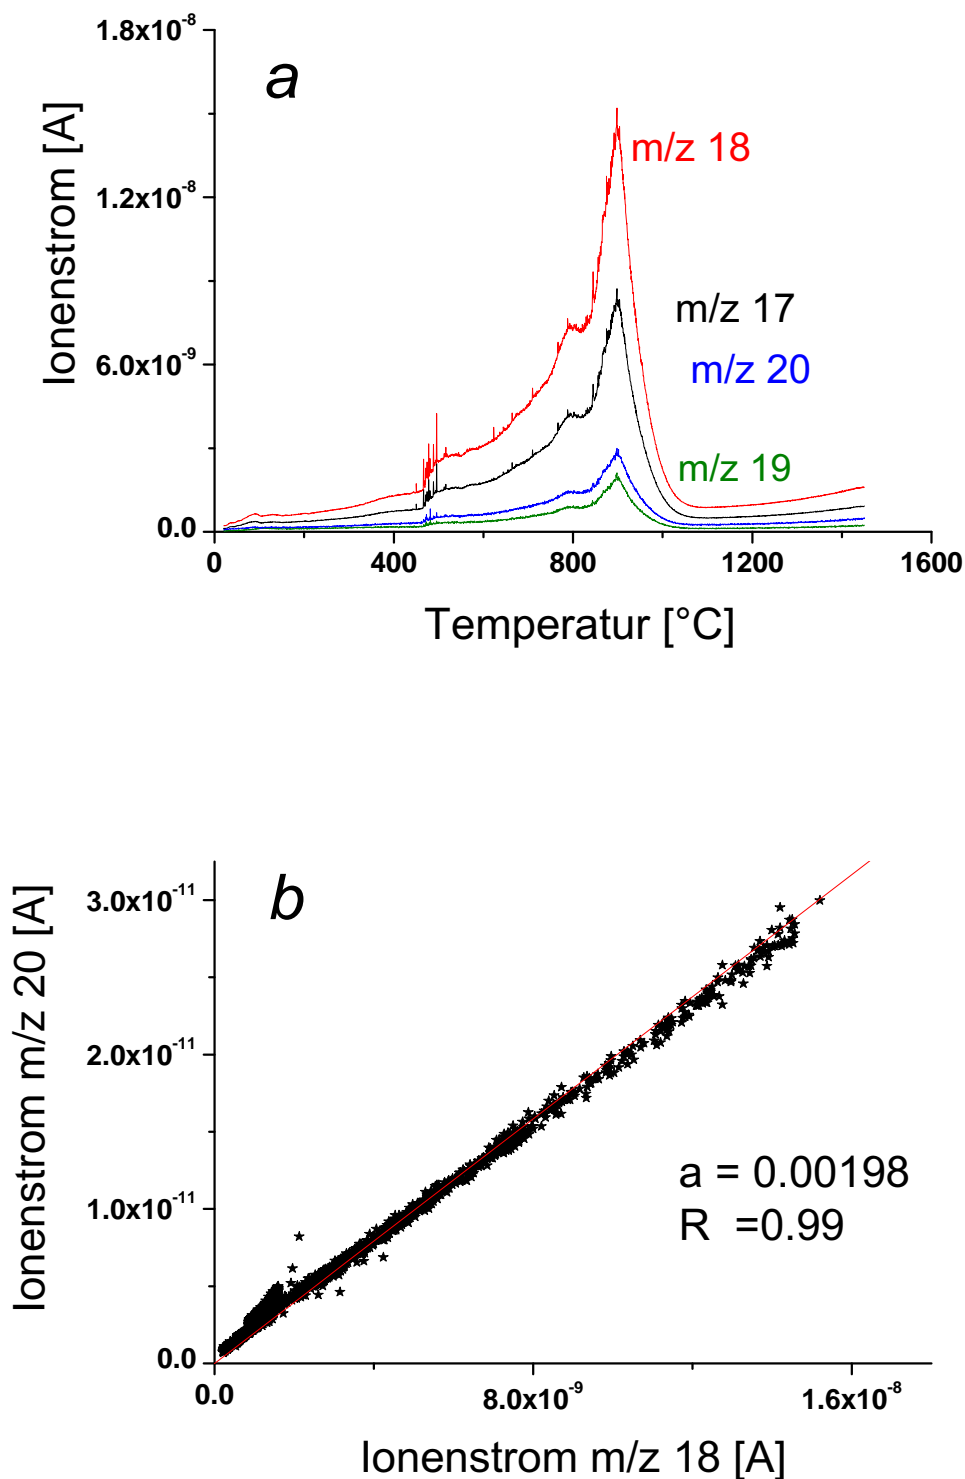 1.8x10⁻⁸
a
Ionenstrom [A]
m/z 18
1.2x10⁻⁸
m/z 17
6.0x10⁻⁹
m/z 20
m/z 19
0.0
0 400 800 1200 1600
Temperatur [°C]
b
Ionenstrom m/z 20 [A]
3.0x10⁻¹¹
2.0x10⁻¹¹
a = 0.00198
1.0x10⁻¹¹
R =0.99
0.0
0.0 8.0x10⁻⁹ 1.6x10⁻⁸
Ionenstrom m/z 18 [A]